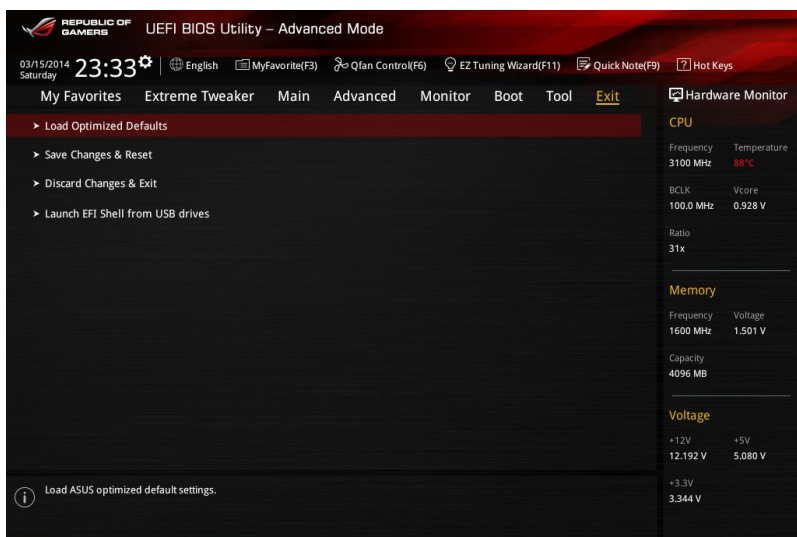 REPUBLIC OF
GAMERS
UEFI BIOS Utility – Advanced Mode
03/15/2014
Saturday
23:33
English
MyFavorite(F3)
Qfan Control(F6)
EZ Tuning Wizard(F11)
Quick Note(F9)
? Hot Keys
My Favorites Extreme Tweaker Main Advanced Monitor Boot Tool Exit
Hardware Monitor
> Load Optimized Defaults
> Save Changes & Reset
> Discard Changes & Exit
> Launch EFI Shell from USB drives
CPU
Frequency Temperature
3100 MHz 88°C
BCLK Vcore
100.0 MHz 0.928 V
Ratio
31x
Memory
Frequency Voltage
1600 MHz 1.501 V
Capacity
4096 MB
Voltage
+12V +5V
12.192 V 5.080 V
+3.3V
3.344 V
i Load ASUS optimized default settings.